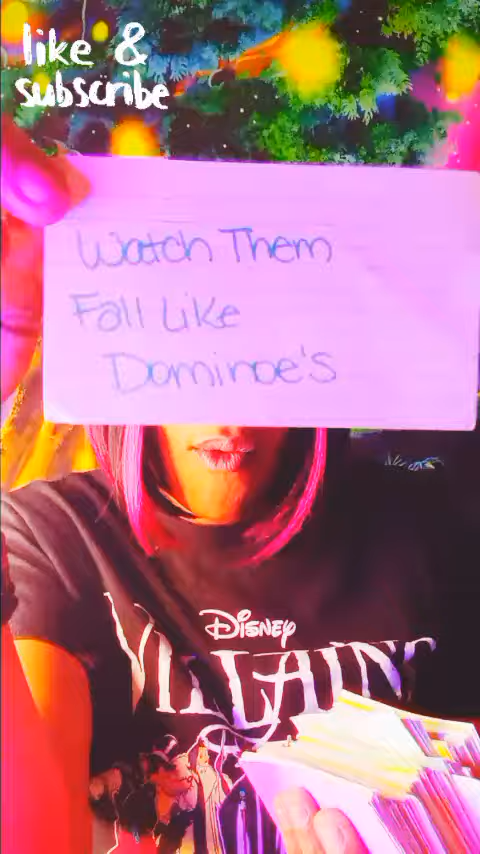 like &
subscribe
Watch Them
Fall Like
Dominoe's
Disney
VILLAINS